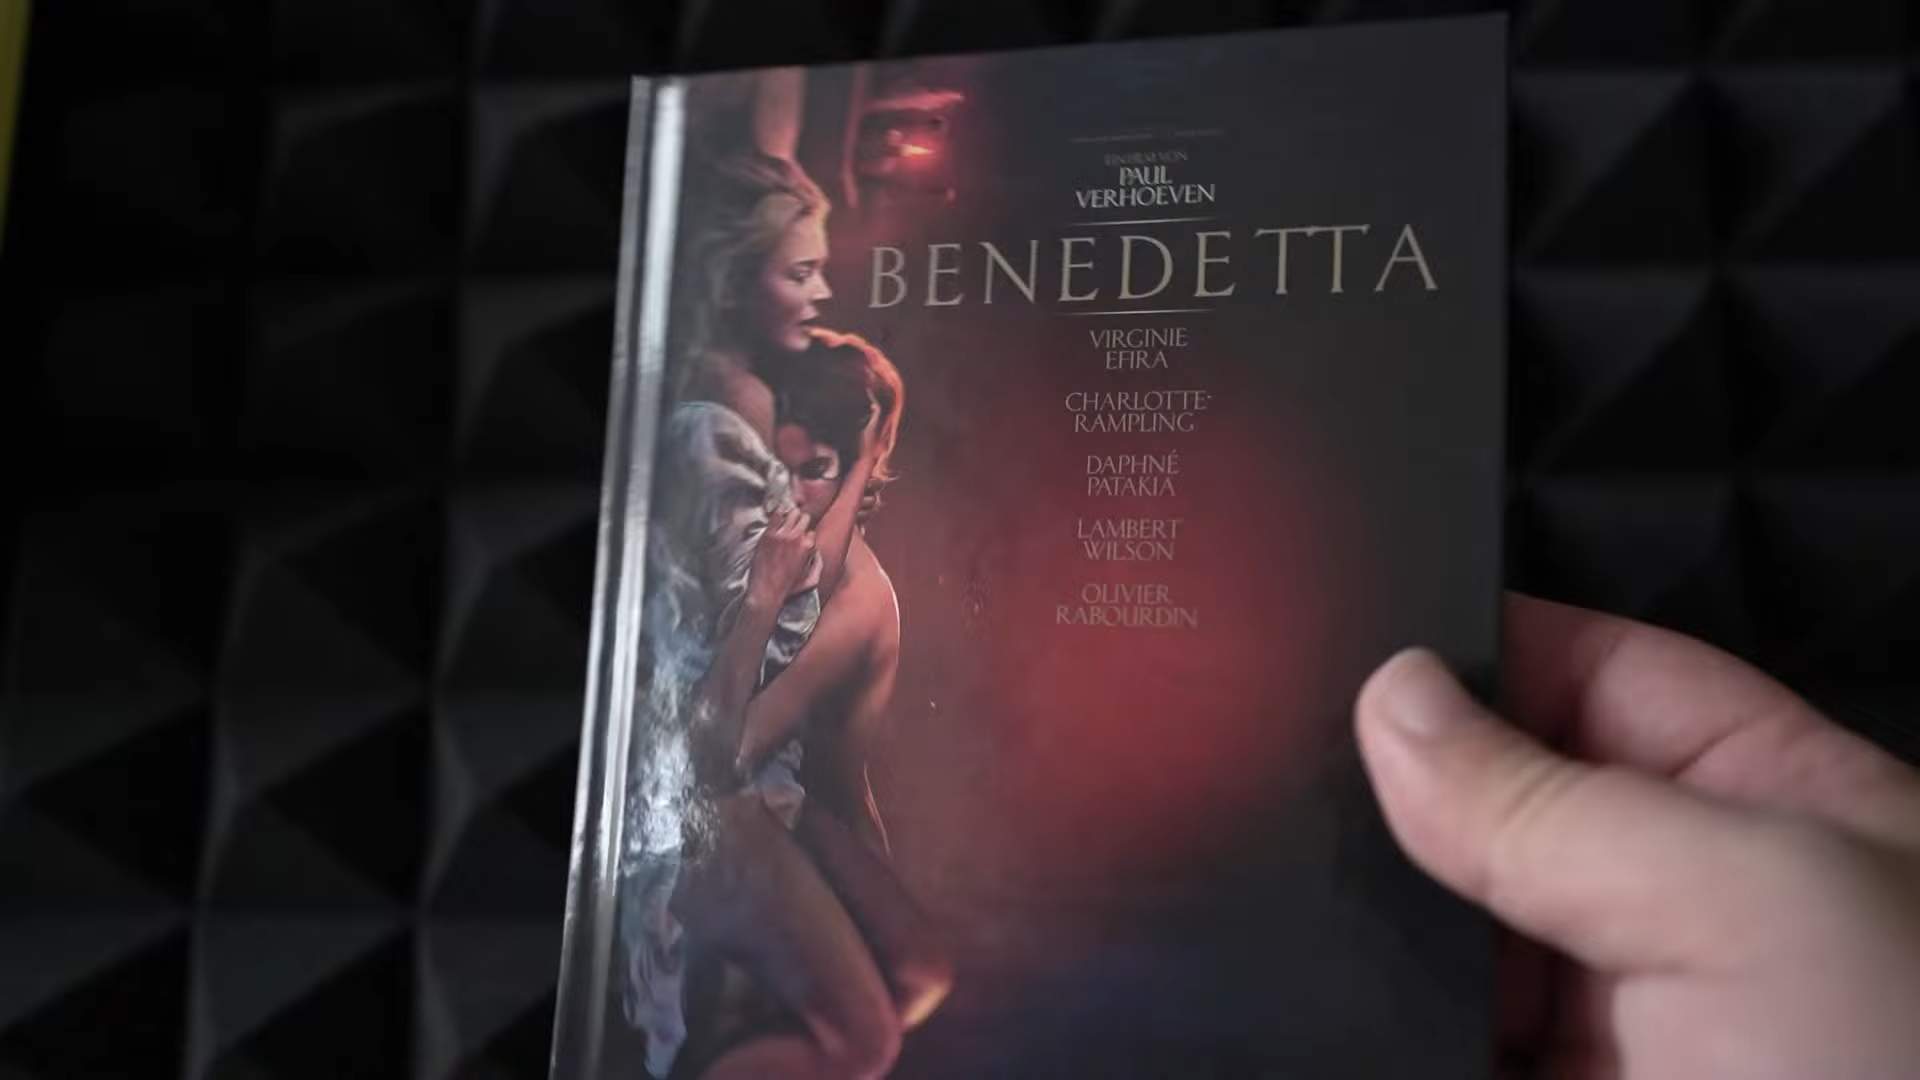 EIN FILM VON
PAUL
VERHOEVEN
BENEDETTA
VIRGINIE
EFIRA
CHARLOTTE
RAMPLING
DAPHNÉ
PATAKIA
LAMBERT
WILSON
OLIVIER
RABOURDIN